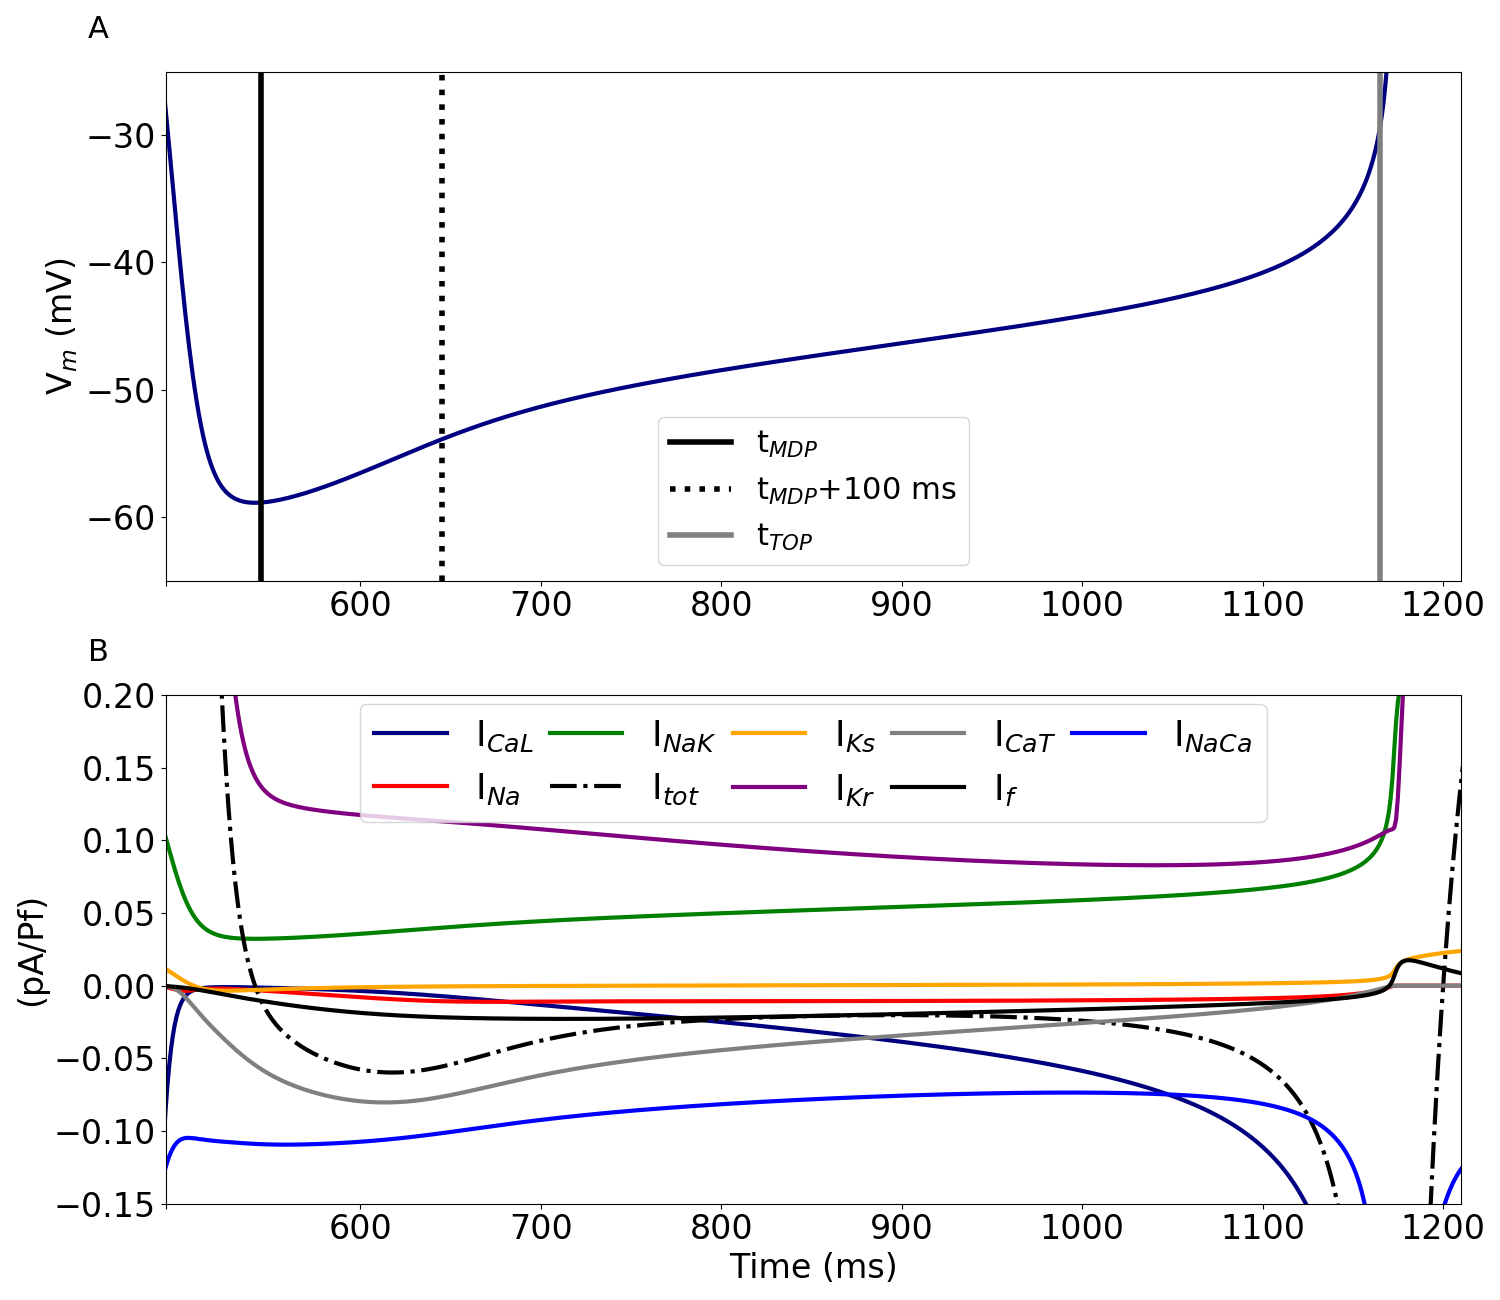 A
V_m (mV)
−30
−40
−50
−60
t_MDP
t_MDP+100 ms
t_TOP
600 700 800 900 1000 1100 1200
B
(pA/Pf)
0.20
0.15
0.10
0.05
0.00
−0.05
−0.10
−0.15
I_CaL I_NaK I_Ks I_CaT I_NaCa
I_Na I_tot I_Kr I_f
600 700 800 900 1000 1100 1200
Time (ms)